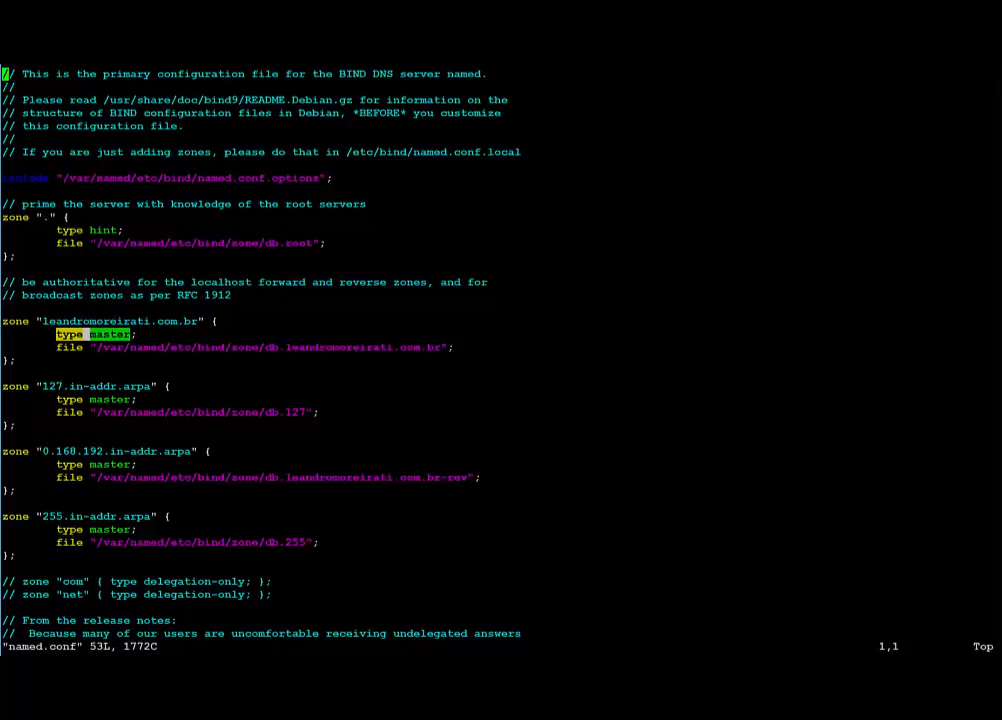 // This is the primary configuration file for the BIND DNS server named.
//
// Please read /usr/share/doc/bind9/README.Debian.gz for information on the
// structure of BIND configuration files in Debian, *BEFORE* you customize
// this configuration file.
//
// If you are just adding zones, please do that in /etc/bind/named.conf.local
include "/var/named/etc/bind/named.conf.options";
// prime the server with knowledge of the root servers
zone "." {
type hint;
file "/var/named/etc/bind/zone/db.root";
};
// be authoritative for the localhost forward and reverse zones, and for
// broadcast zones as per RFC 1912
zone "leandromoreirati.com.br" {
type master;
file "/var/named/etc/bind/zone/db.leandromoreirati.com.br";
};
zone "127.in-addr.arpa" {
type master;
file "/var/named/etc/bind/zone/db.127";
};
zone "0.168.192.in-addr.arpa" {
type master;
file "/var/named/etc/bind/zone/db.leandromoreirati.com.br-rev";
};
zone "255.in-addr.arpa" {
type master;
file "/var/named/etc/bind/zone/db.255";
};
// zone "com" { type delegation-only; };
// zone "net" { type delegation-only; };
// From the release notes:
//  Because many of our users are uncomfortable receiving undelegated answers
"named.conf" 53L, 1772C 1,1 Top